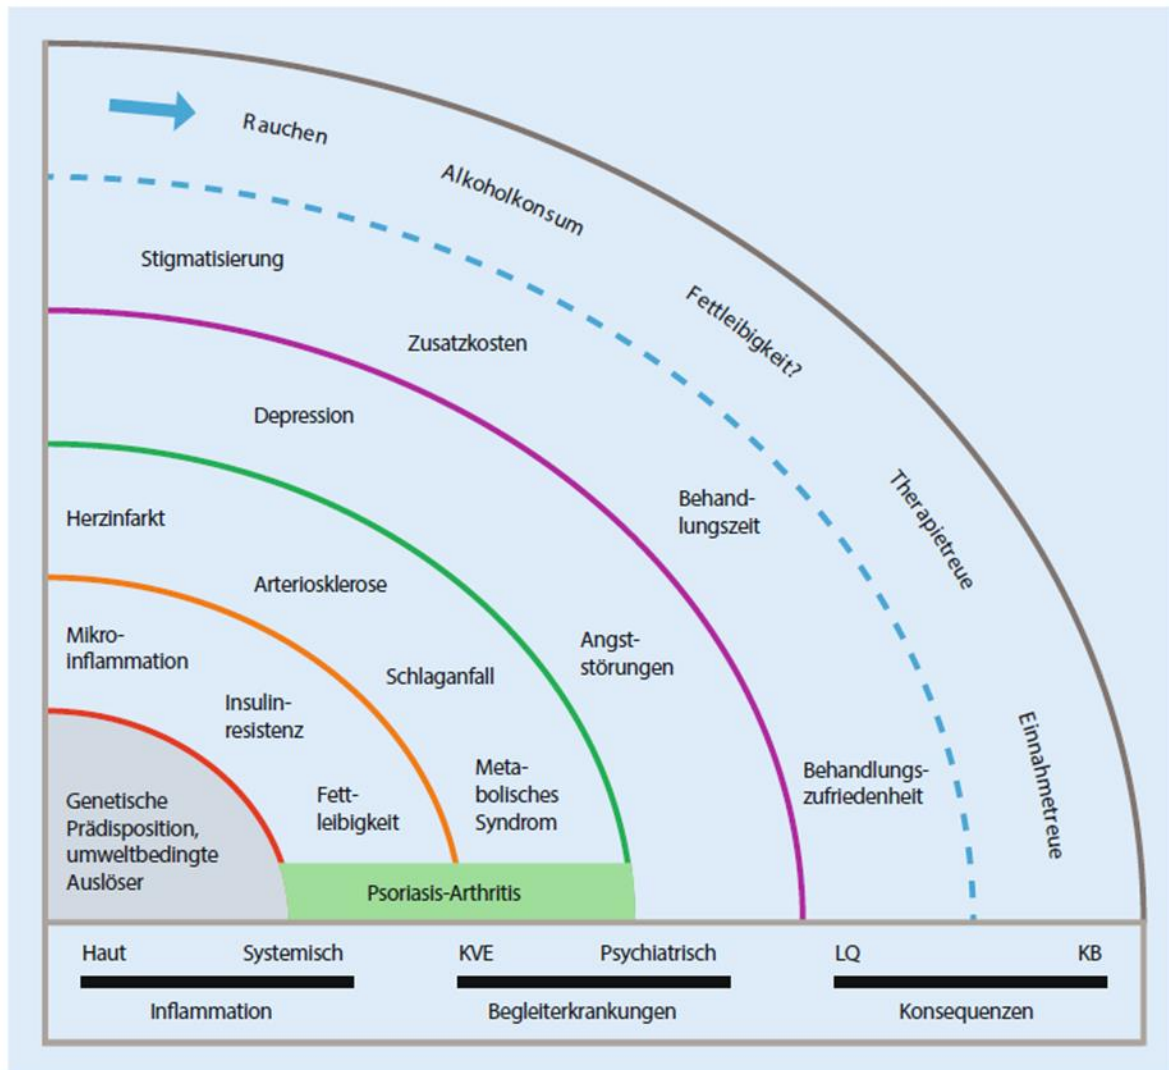 Rauchen
Alkoholkonsum
Fettleibigkeit?
Therapietreue
Einnahmetreue
Stigmatisierung
Zusatzkosten
Behand-
lungszeit
Behandlungs-
zufriedenheit
Depression
Angst-
störungen
Herzinfarkt
Arteriosklerose
Schlaganfall
Meta-
bolisches
Syndrom
Mikro-
inflammation
Insulin-
resistenz
Fett-
leibigkeit
Genetische
Prädisposition,
umweltbedingte
Auslöser
Psoriasis-Arthritis
Haut Systemisch KVE Psychiatrisch LQ KB
Inflammation Begleiterkrankungen Konsequenzen